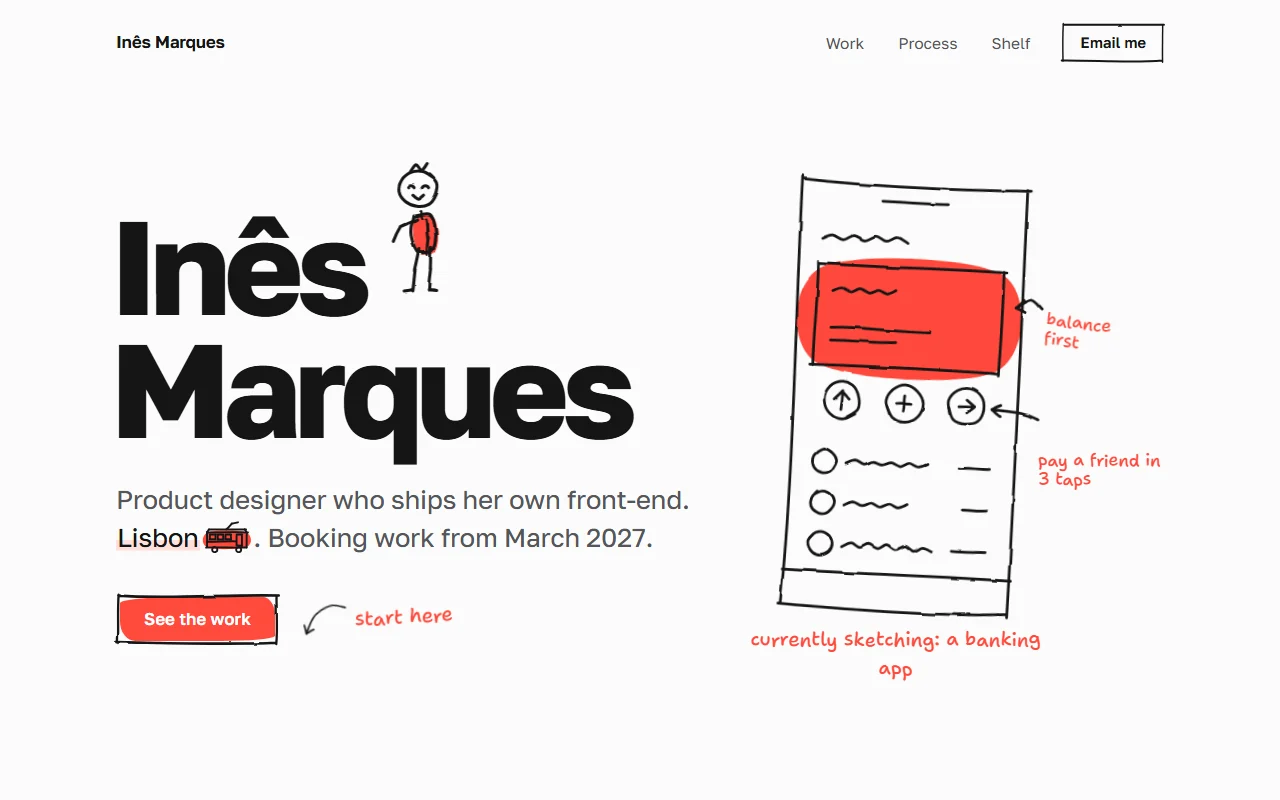 Inês Marques
Work
Process
Shelf
Email me
Inês
Marques
Product designer who ships her own front-end.
Lisbon . Booking work from March 2027.
See the work
start here
balance
first
pay a friend in
3 taps
currently sketching: a banking
app